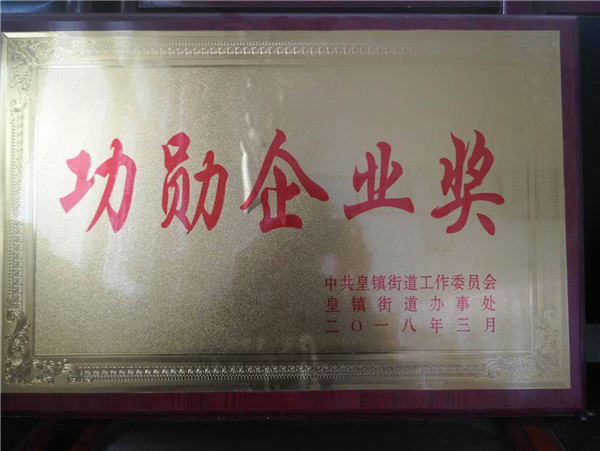 功勋企业奖
中共皇镇街道工作委员会
皇镇街道办事处
二〇一八年三月